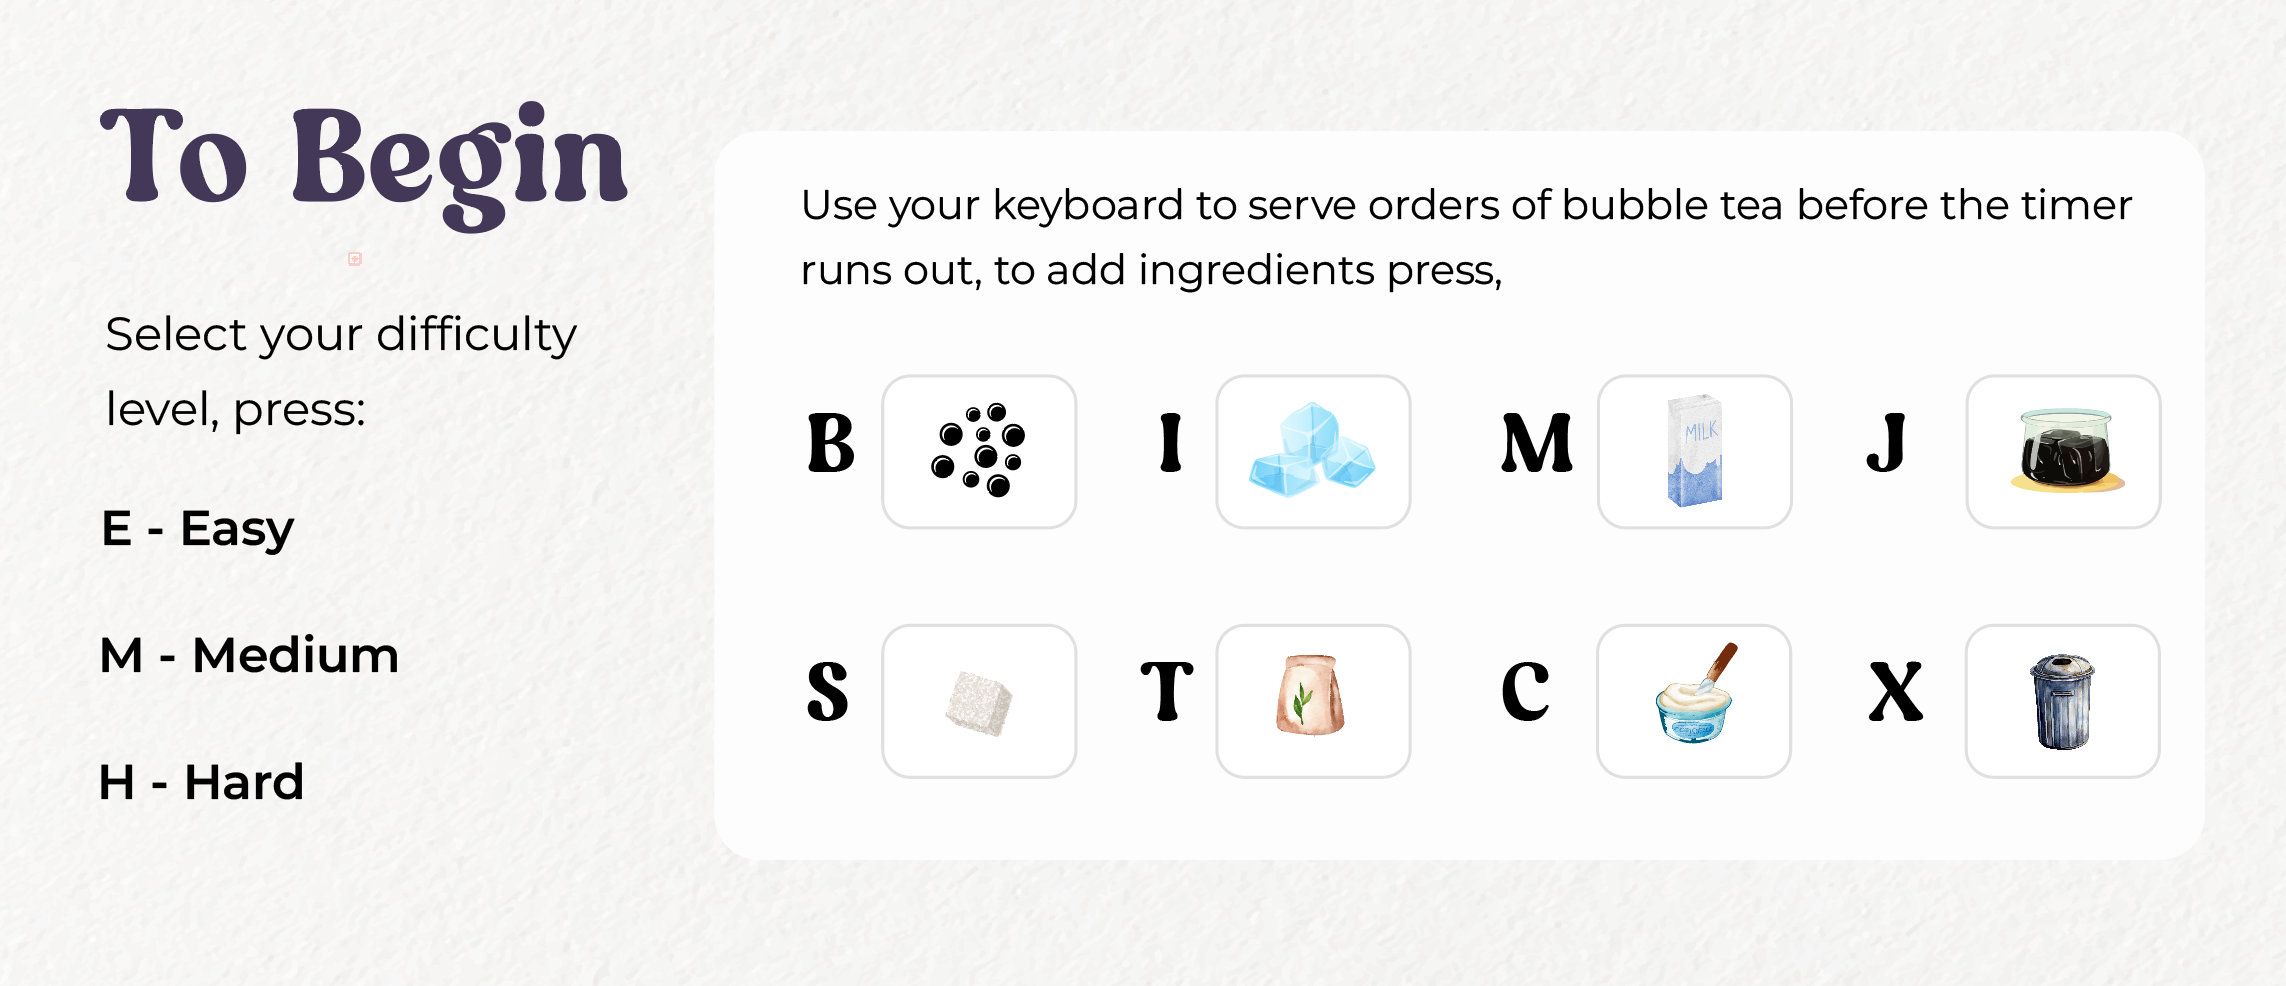 To Begin
Select your difficulty
level, press:
E - Easy
M - Medium
H - Hard
Use your keyboard to serve orders of bubble tea before the timer
runs out, to add ingredients press,
B I M J
MILK
S T C X